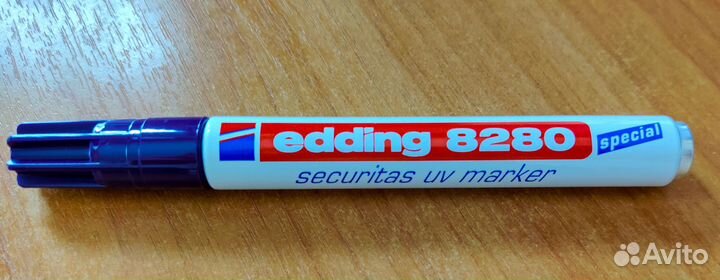 edding 8280 special
securitas uv marker
Avito